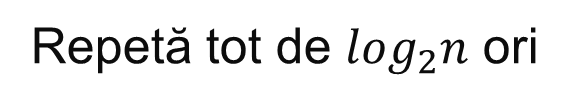 Repetă tot de log₂n ori